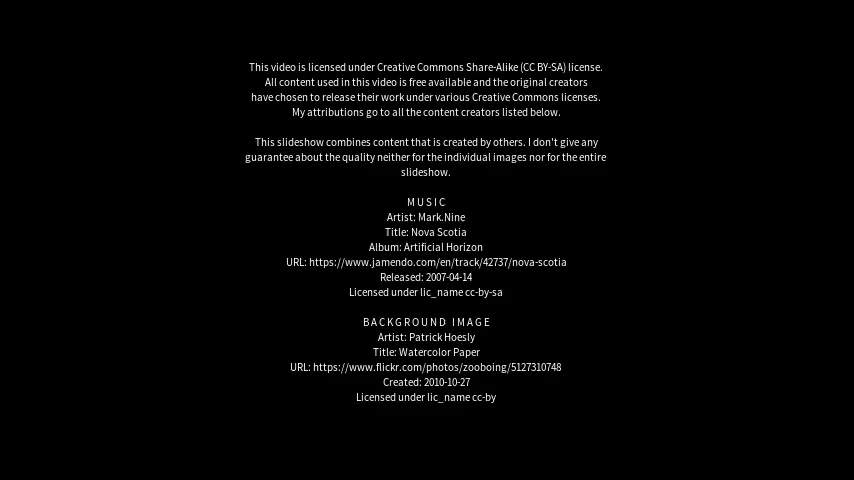 This video is licensed under Creative Commons Share-Alike (CC BY-SA) license.
All content used in this video is free available and the original creators
have chosen to release their work under various Creative Commons licenses.
My attributions go to all the content creators listed below.
This slideshow combines content that is created by others. I don't give any
guarantee about the quality neither for the individual images nor for the entire
slideshow.
MUSIC
Artist: Mark.Nine
Title: Nova Scotia
Album: Artificial Horizon
URL: https://www.jamendo.com/en/track/42737/nova-scotia
Released: 2007-04-14
Licensed under lic_name cc-by-sa
BACKGROUND IMAGE
Artist: Patrick Hoesly
Title: Watercolor Paper
URL: https://www.flickr.com/photos/zooboing/5127310748
Created: 2010-10-27
Licensed under lic_name cc-by